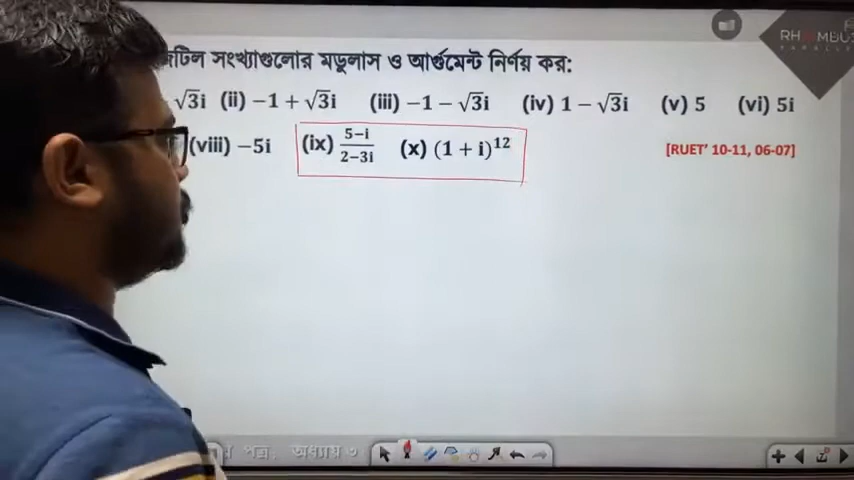 জটিল সংখ্যাগুলোর মডুলাস ও আর্গুমেন্ট নির্ণয় কর:
√3i (ii) −1 + √3i (iii) −1 − √3i (iv) 1 − √3i (v) 5 (vi) 5i
(viii) −5i (ix) 5−i/2−3i (x) (1 + i)¹² [RUET' 10-11, 06-07]
RHOMBUS
PARALLEL
পত্র: অধ্যায় ৩